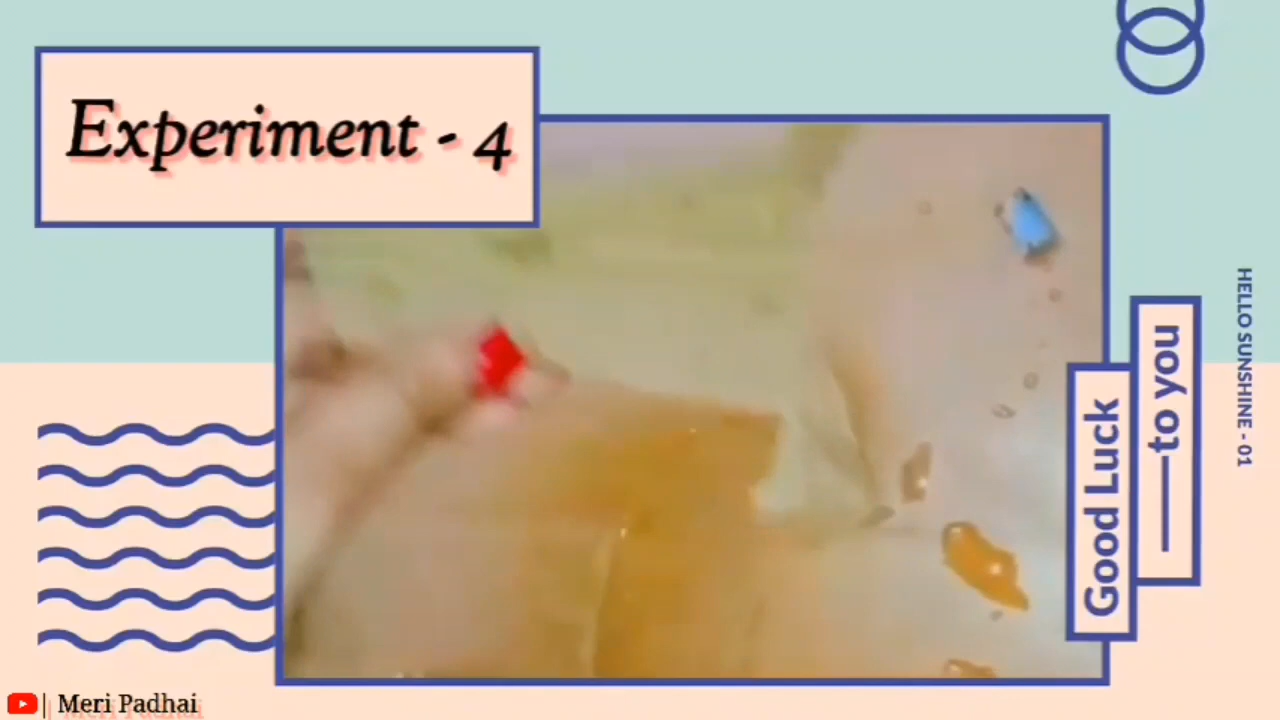 Experiment - 4
HELLO SUNSHINE - 01
to you
Good Luck
Meri Padhai